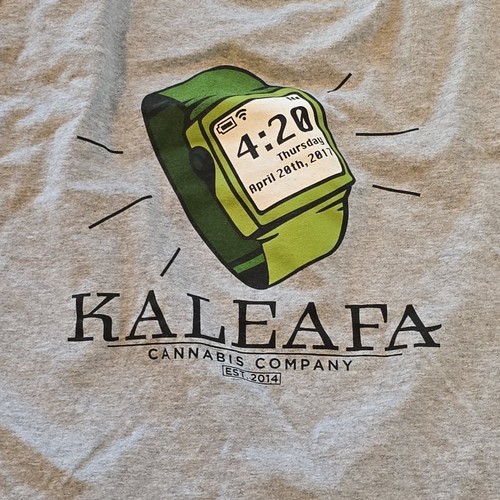 4:20
Thursday
April 20th, 2017
KALEAFA
CANNABIS COMPANY
EST. 2014